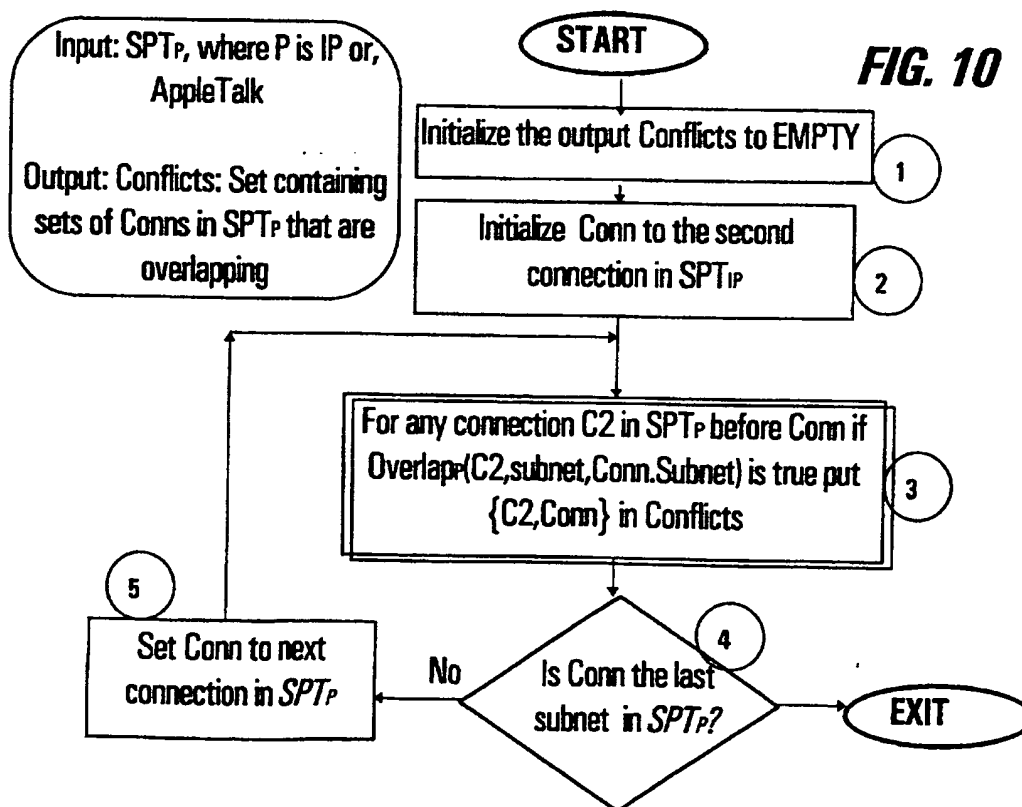 Input: SPTP, where P is IP or,
AppleTalk
Output: Conflicts: Set containing
sets of Conns in SPTP that are
overlapping
START
FIG. 10
Initialize the output Conflicts to EMPTY
1
Initialize Conn to the second
connection in SPTIP
2
For any connection C2 in SPTP before Conn if
OverlapP(C2,subnet,Conn.Subnet) is true put
{C2,Conn} in Conflicts
3
5
Set Conn to next
connection in SPTP
No
4
Is Conn the last
subnet in SPTP?
EXIT